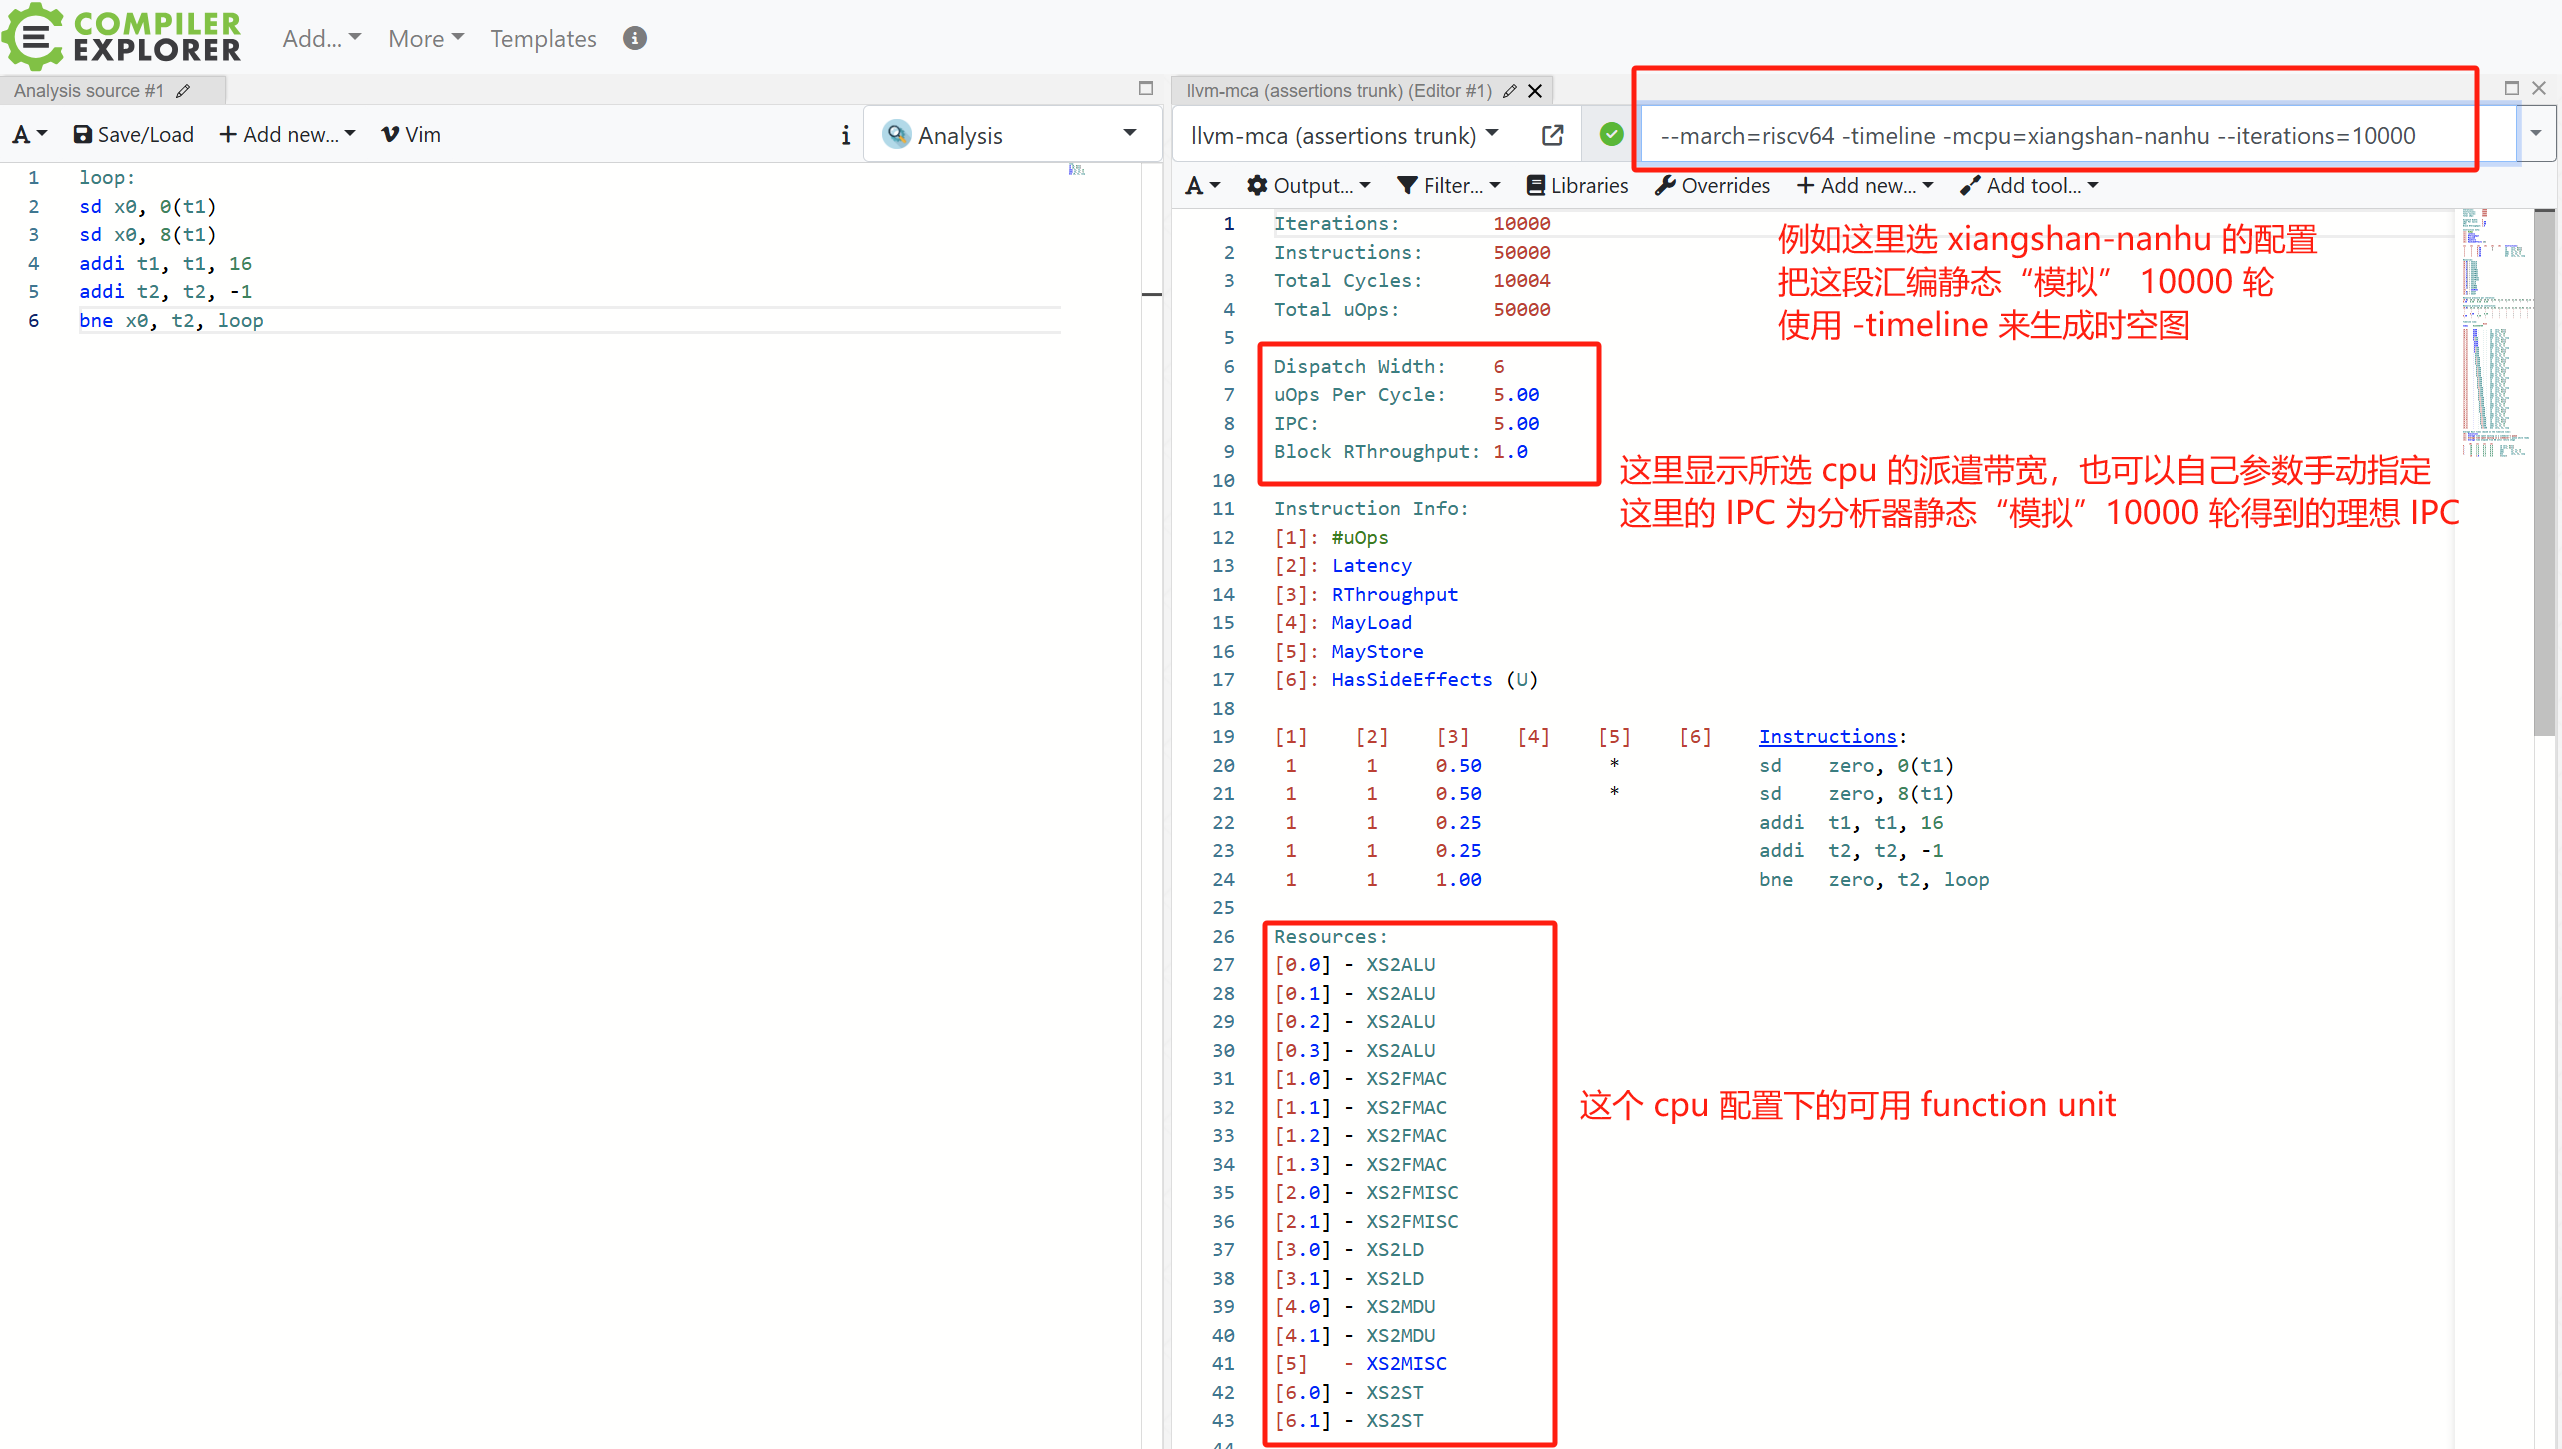 COMPILER
EXPLORER
Add... More Templates
Analysis source #1
A Save/Load + Add new... Vim
Analysis
1 loop:
2 sd x0, 0(t1)
3 sd x0, 8(t1)
4 addi t1, t1, 16
5 addi t2, t2, -1
6 bne x0, t2, loop
llvm-mca (assertions trunk) (Editor #1)
llvm-mca (assertions trunk)
--march=riscv64 -timeline -mcpu=xiangshan-nanhu --iterations=10000
A Output... Filter... Libraries Overrides + Add new... Add tool...
1 Iterations: 10000
2 Instructions: 50000
3 Total Cycles: 10004
4 Total uOps: 50000
5
6 Dispatch Width: 6
7 uOps Per Cycle: 5.00
8 IPC: 5.00
9 Block RThroughput: 1.0
10
11 Instruction Info:
12 [1]: #uOps
13 [2]: Latency
14 [3]: RThroughput
15 [4]: MayLoad
16 [5]: MayStore
17 [6]: HasSideEffects (U)
18
19 [1] [2] [3] [4] [5] [6] Instructions:
20 1 1 0.50 * sd zero, 0(t1)
21 1 1 0.50 * sd zero, 8(t1)
22 1 1 0.25 addi t1, t1, 16
23 1 1 0.25 addi t2, t2, -1
24 1 1 1.00 bne zero, t2, loop
25
26 Resources:
27 [0.0] - XS2ALU
28 [0.1] - XS2ALU
29 [0.2] - XS2ALU
30 [0.3] - XS2ALU
31 [1.0] - XS2FMAC
32 [1.1] - XS2FMAC
33 [1.2] - XS2FMAC
34 [1.3] - XS2FMAC
35 [2.0] - XS2FMISC
36 [2.1] - XS2FMISC
37 [3.0] - XS2LD
38 [3.1] - XS2LD
39 [4.0] - XS2MDU
40 [4.1] - XS2MDU
41 [5] - XS2MISC
42 [6.0] - XS2ST
43 [6.1] - XS2ST
例如这里选 xiangshan-nanhu 的配置
把这段汇编静态“模拟” 10000 轮
使用 -timeline 来生成时空图
这里显示所选 cpu 的派遣带宽，也可以自己参数手动指定
这里的 IPC 为分析器静态“模拟”10000 轮得到的理想 IPC
这个 cpu 配置下的可用 function unit